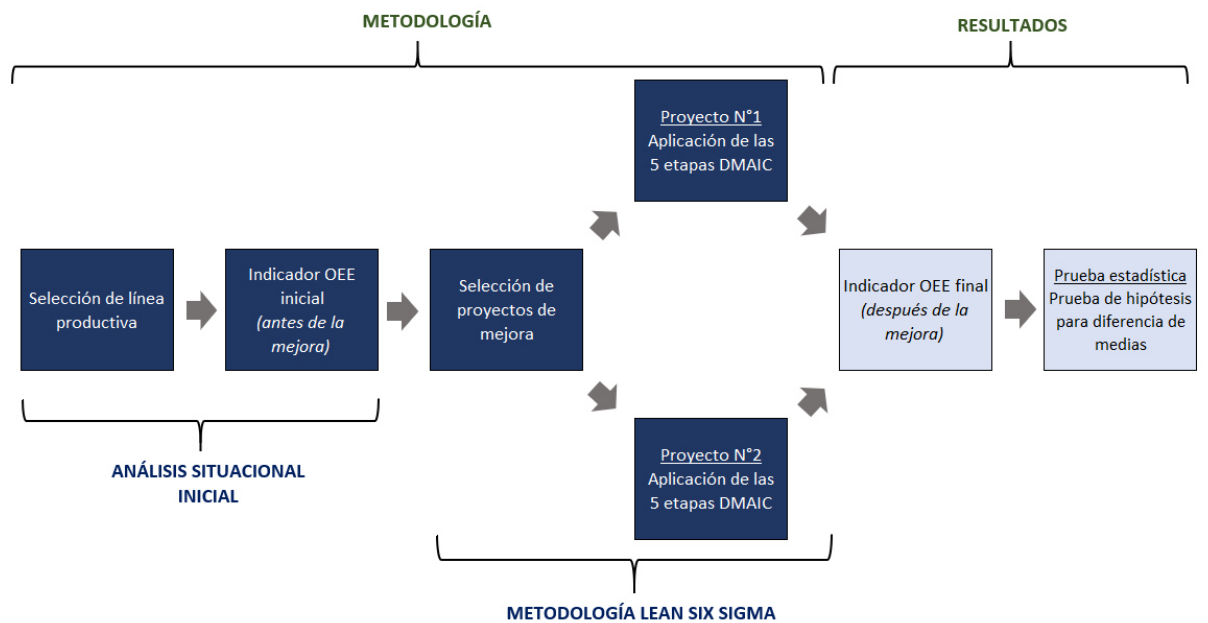 METODOLOGÍA
RESULTADOS
Proyecto N°1
Aplicación de las
5 etapas DMAIC
Selección de línea
productiva
Indicador OEE
inicial
(antes de la
mejora)
Selección de
proyectos de
mejora
Indicador OEE final
(después de la
mejora)
Prueba estadística
Prueba de hipótesis
para diferencia de
medias
Proyecto N°2
Aplicación de las
5 etapas DMAIC
ANÁLISIS SITUACIONAL
INICIAL
METODOLOGÍA LEAN SIX SIGMA